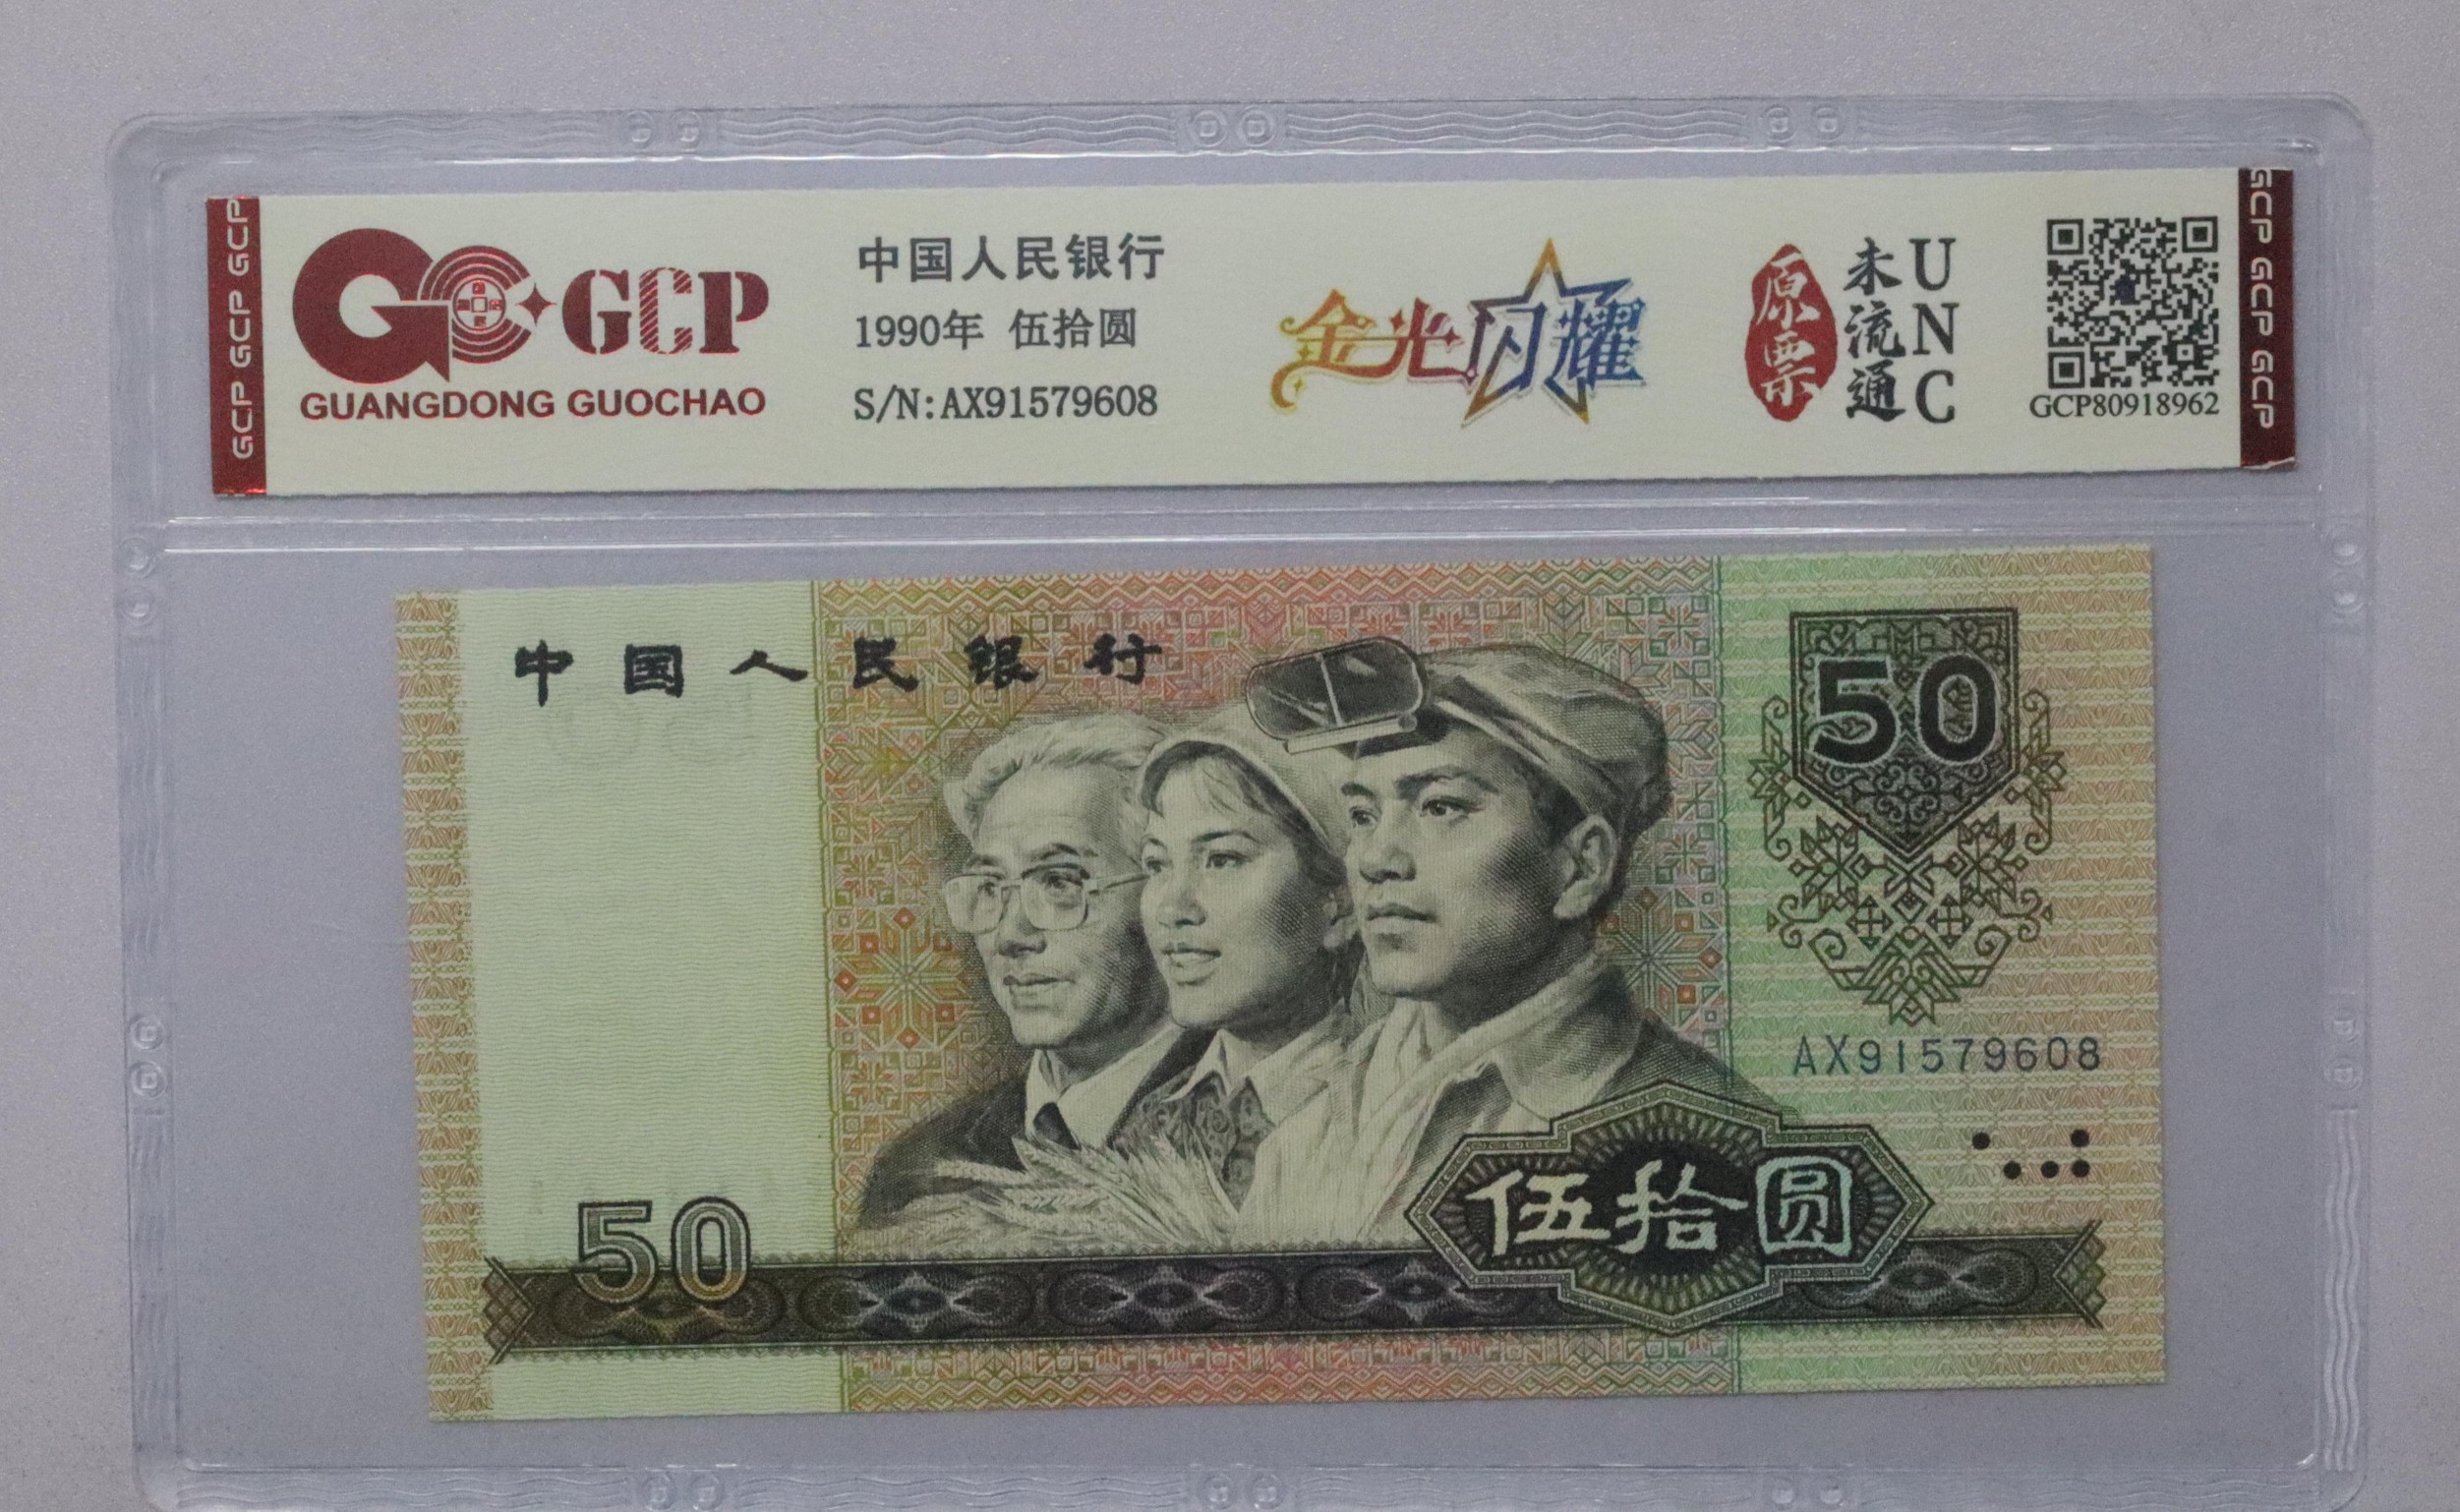 GCP GCP GCP
GCP
GUANGDONG GUOCHAO
中国人民银行
1990年 伍拾圆
S/N:AX91579608
金光闪耀
原票
未流通
UNC
GCP80918962
GCP GCP GCP
中国人民银行
50
AX91579608
50
伍拾圆